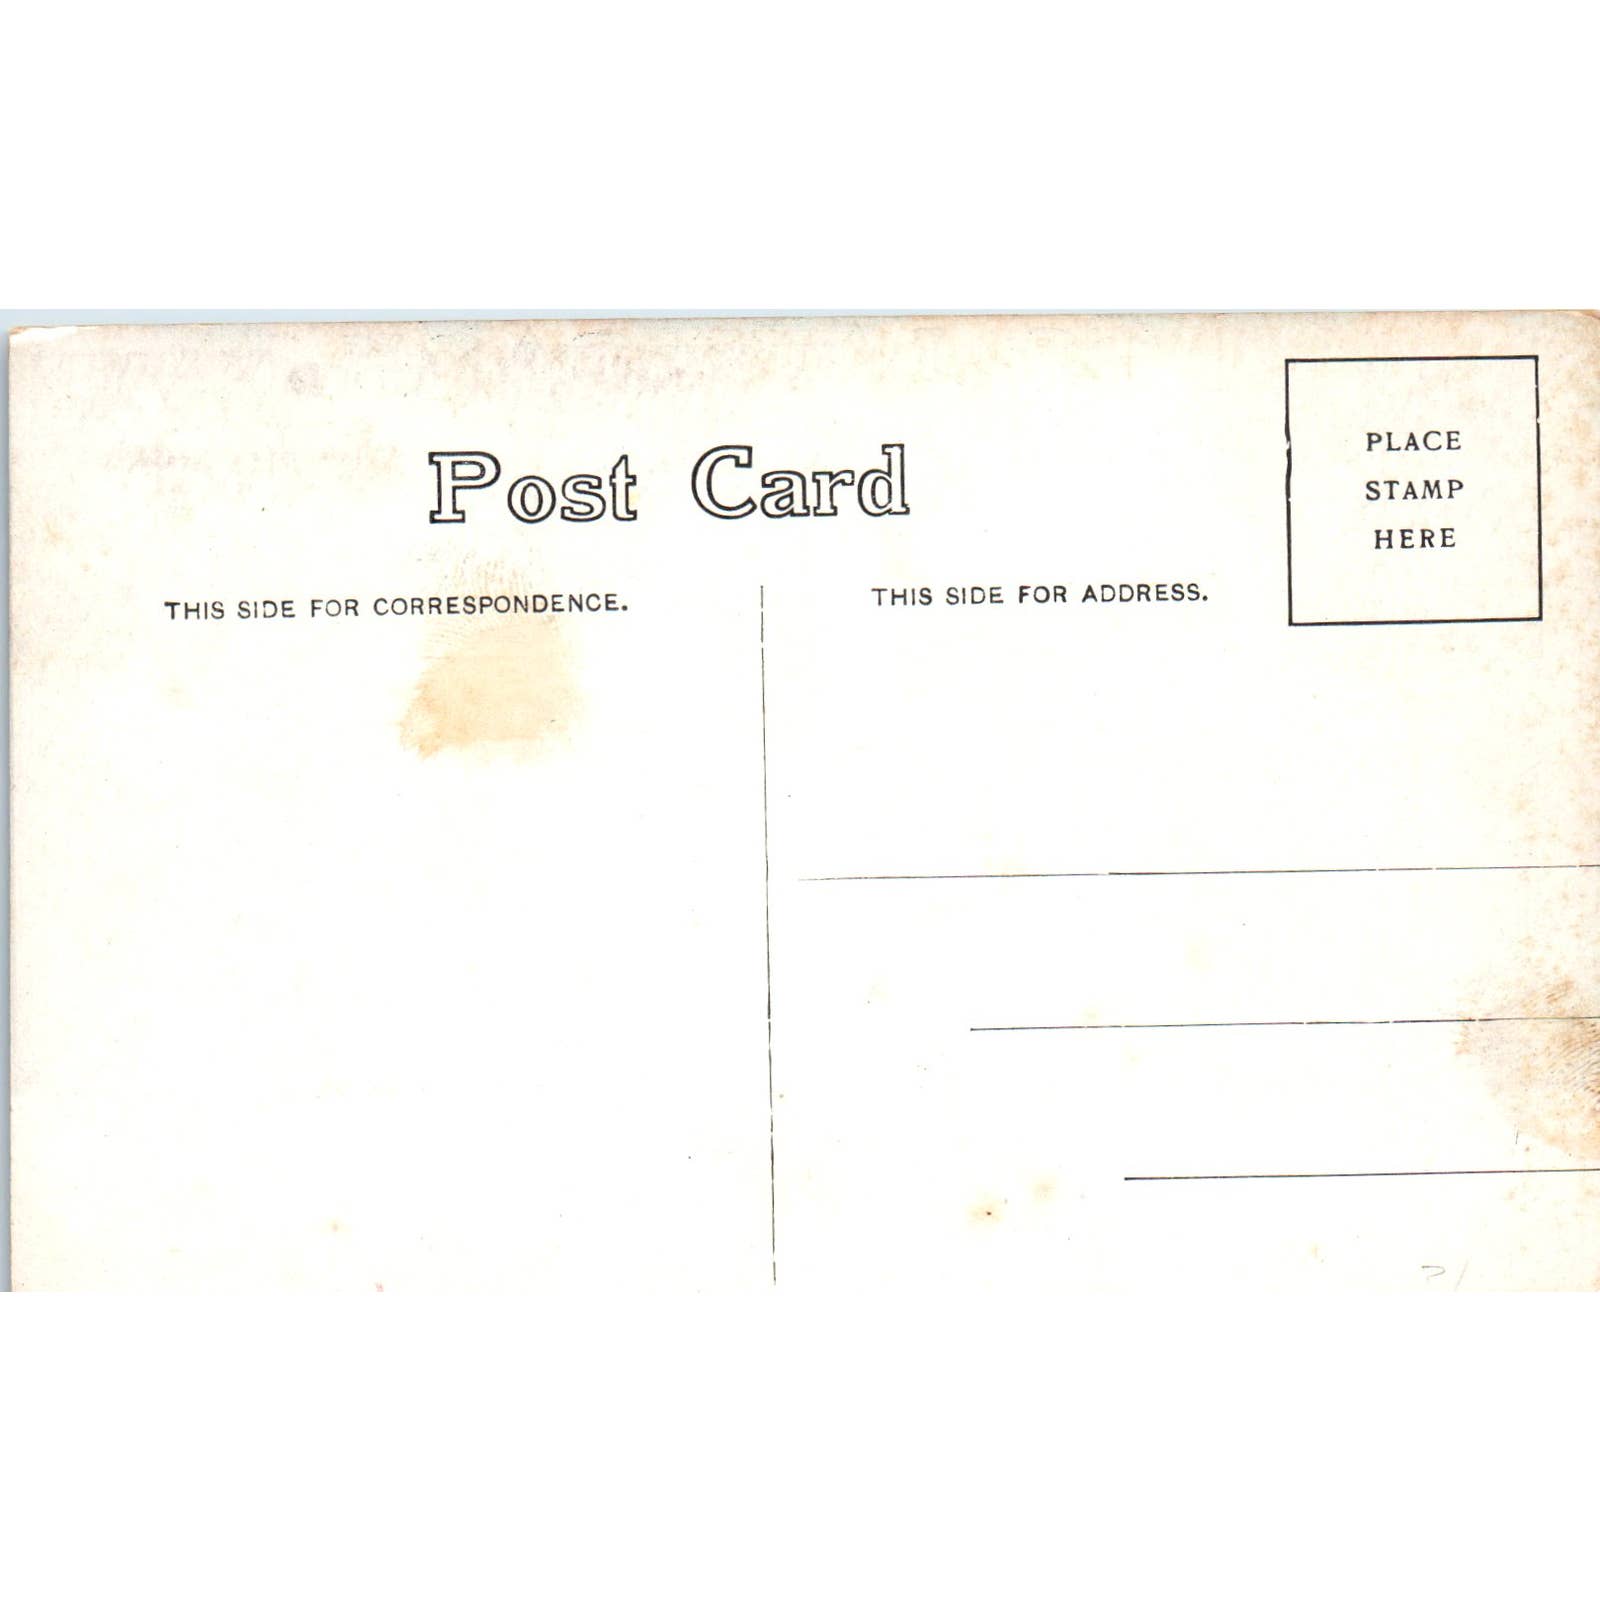 Post Card
PLACE
STAMP
HERE
THIS SIDE FOR CORRESPONDENCE.
THIS SIDE FOR ADDRESS.